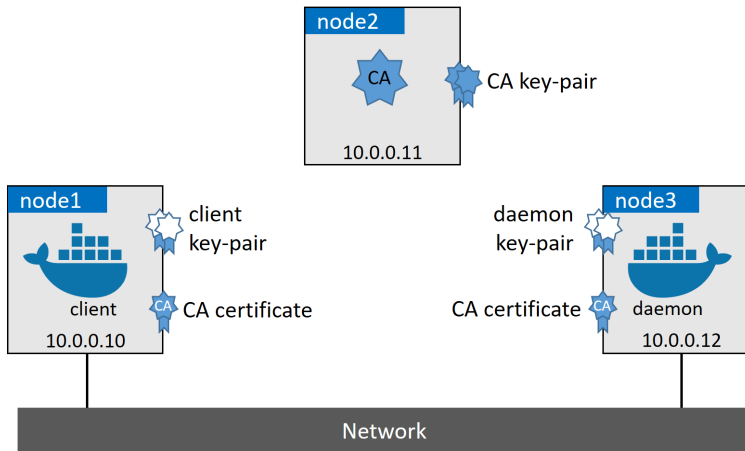 node2
CA
CA key-pair
10.0.0.11
node1
client
key-pair
CA
CA certificate
client
10.0.0.10
node3
daemon
key-pair
CA certificate
CA
daemon
10.0.0.12
Network